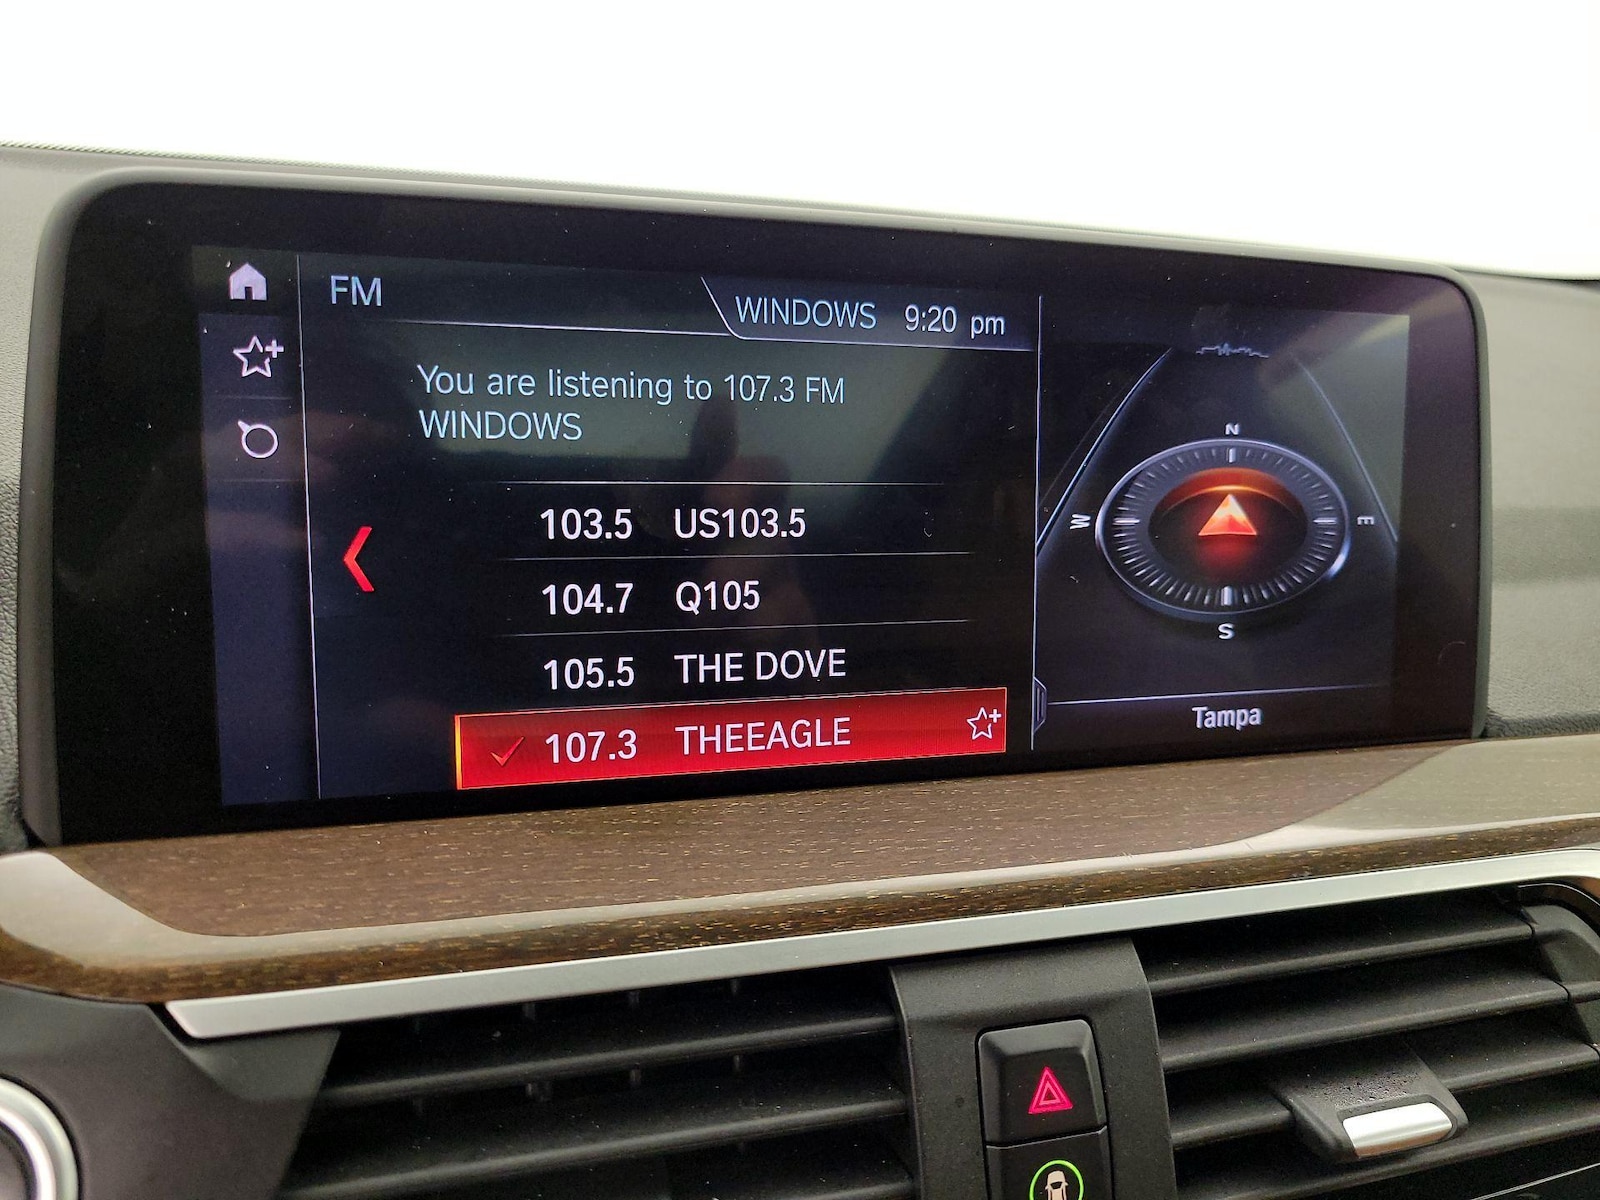 FM
WINDOWS 9:20 pm
You are listening to 107.3 FM
WINDOWS
103.5 US103.5
104.7 Q105
105.5 THE DOVE
107.3 THEEAGLE
N
W
E
S
Tampa